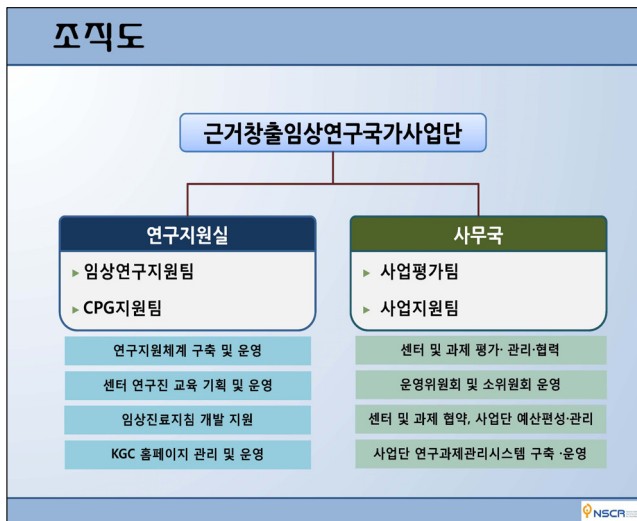 조직도
근거창출임상연구국가사업단
연구지원실
▶ 임상연구지원팀
▶ CPG지원팀
연구지원체계 구축 및 운영
센터 연구진 교육 기획 및 운영
임상진료지침 개발 지원
KGC 홈페이지 관리 및 운영
사무국
▶ 사업평가팀
▶ 사업지원팀
센터 및 과제 평가· 관리·협력
운영위원회 및 소위원회 운영
센터 및 과제 협약, 사업단 예산편성·관리
사업단 연구과제관리시스템 구축 ·운영
NSCR